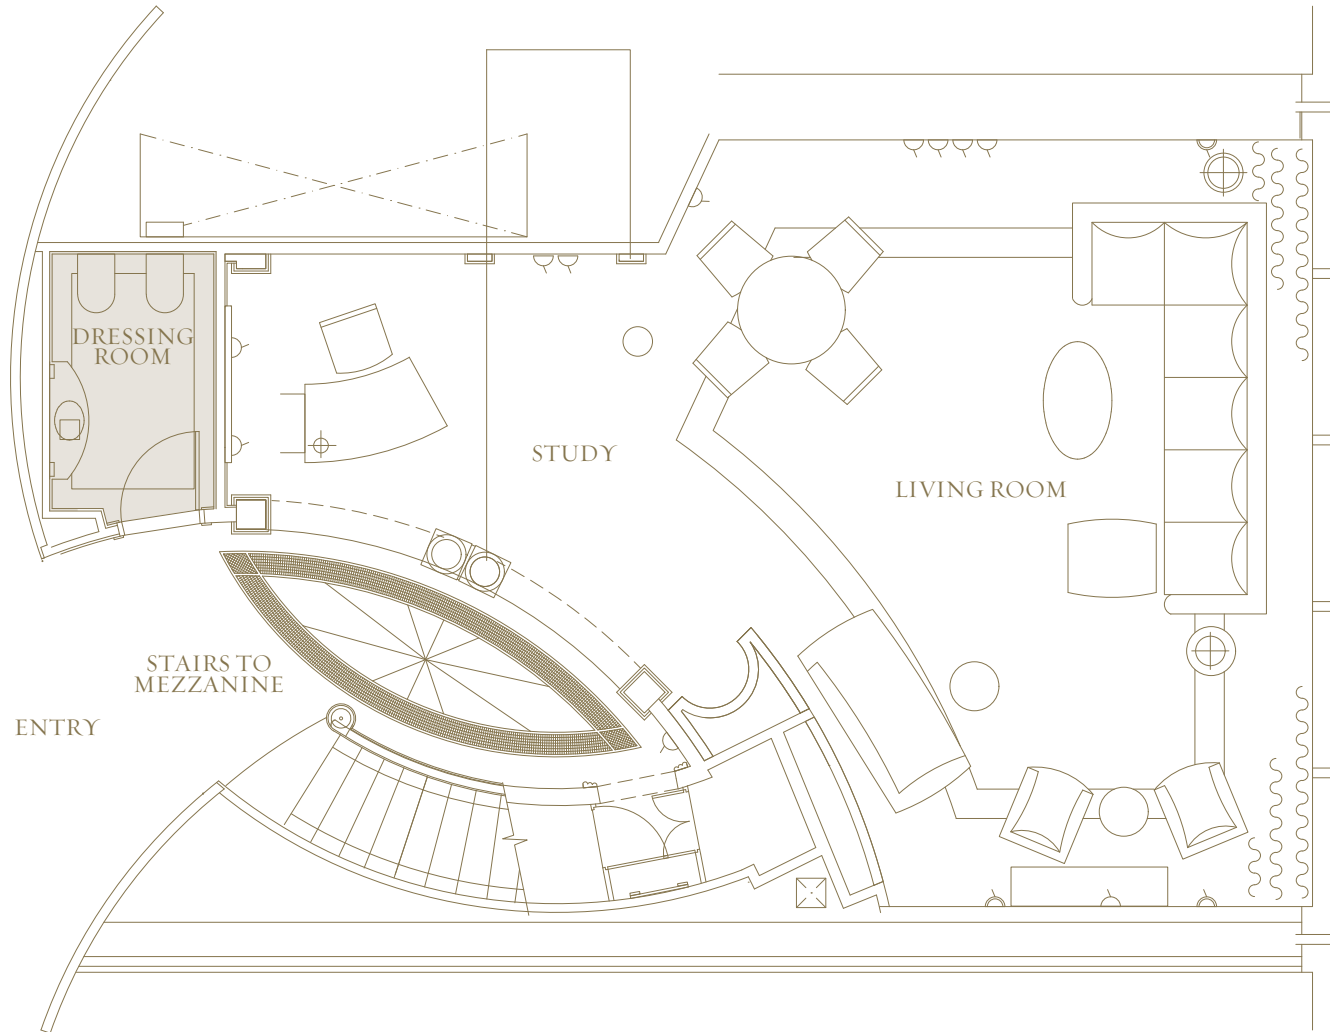 DRESSING
ROOM
STUDY
LIVING ROOM
STAIRS TO
MEZZANINE
ENTRY